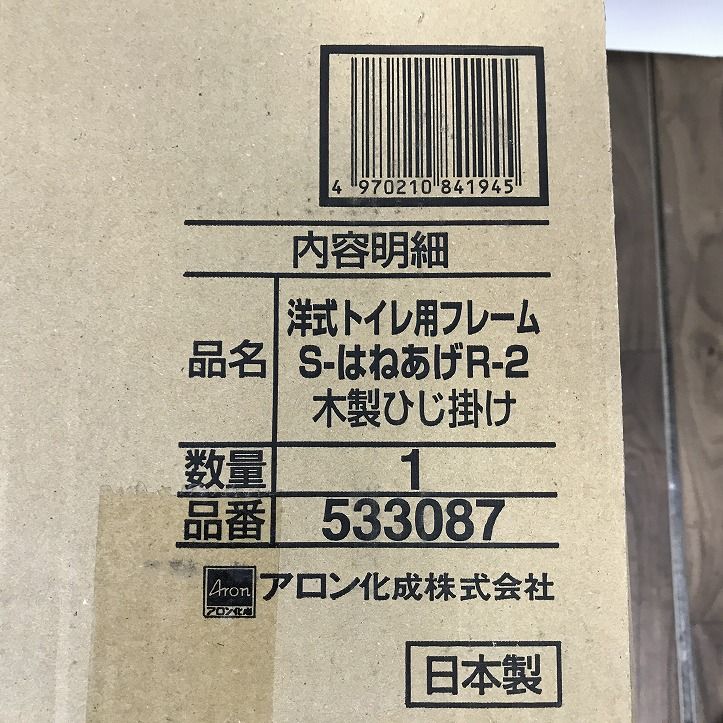 4 970210 841945
内容明細
品名
洋式トイレ用フレーム
S-はねあげR-2
木製ひじ掛け
数量 1
品番 533087
Aron
アロン化成
アロン化成株式会社
日本製